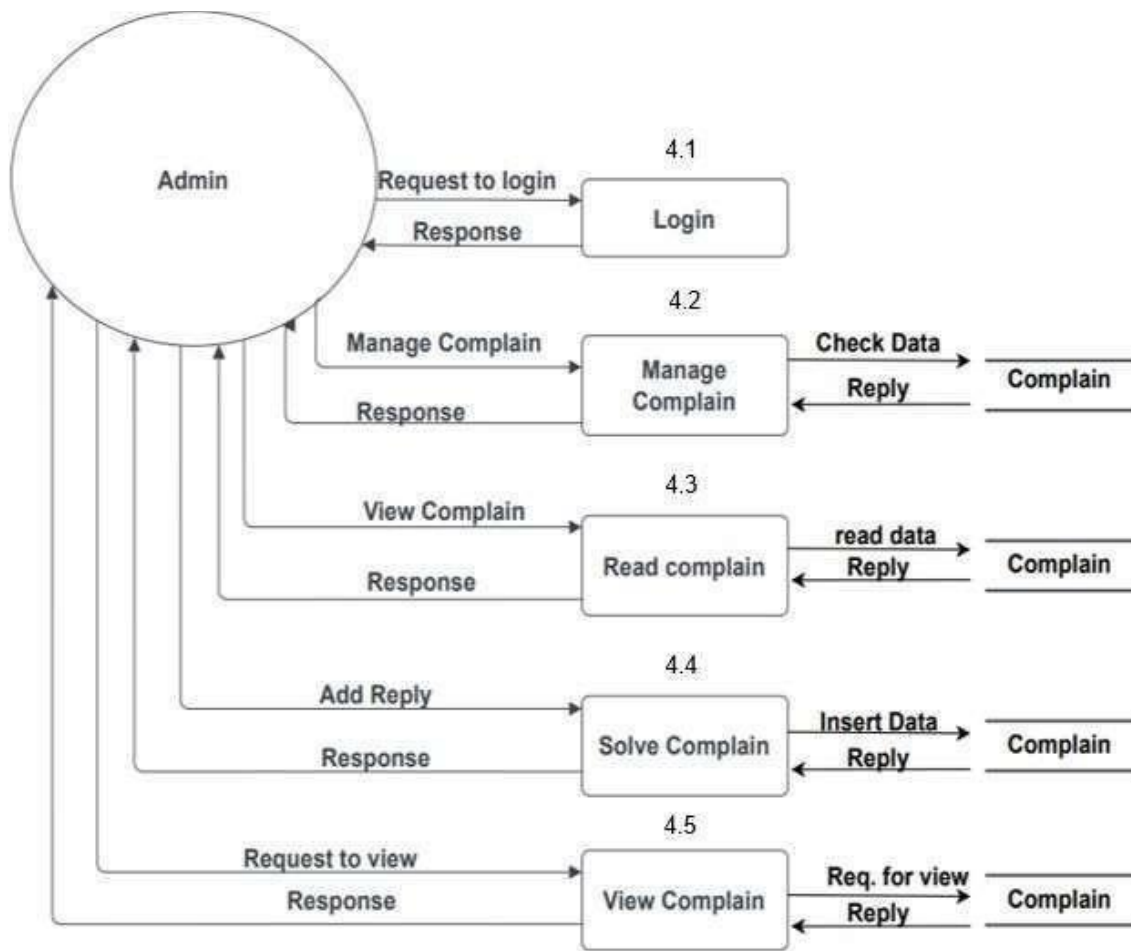 4.1
Admin
Request to login
Login
Response
4.2
Manage Complain
Manage
Complain
Check Data
Complain
Reply
Response
4.3
View Complain
Read complain
read data
Complain
Reply
Response
4.4
Add Reply
Solve Complain
Insert Data
Complain
Reply
Response
4.5
Request to view
View Complain
Req. for view
Complain
Reply
Response